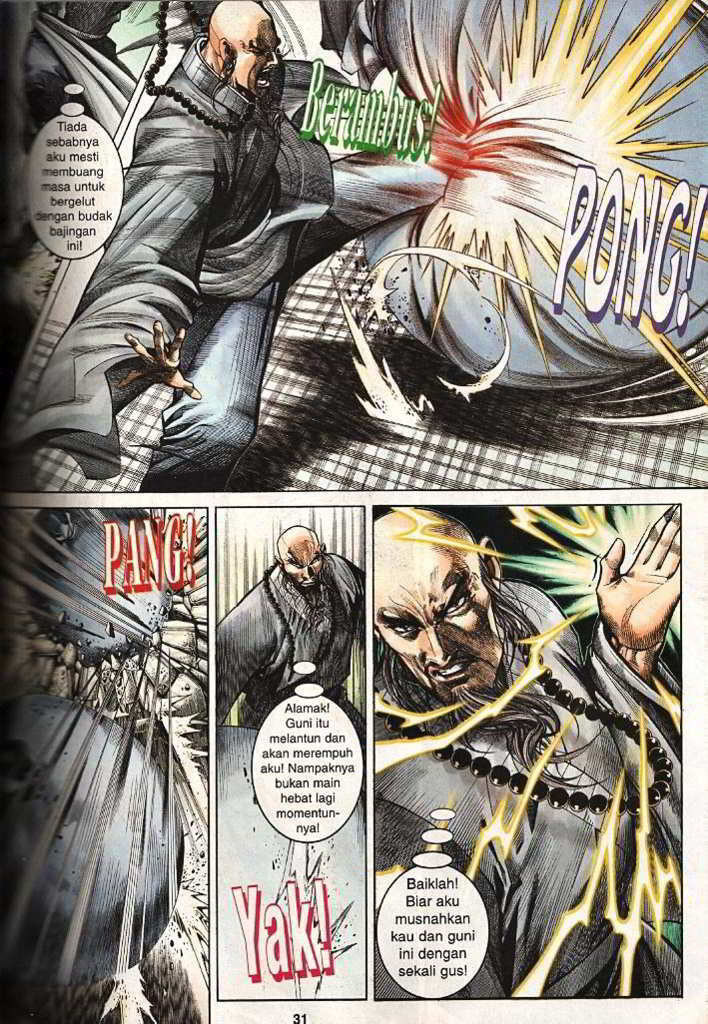 Tiada
sebabnya
aku mesti
membuang
masa untuk
bergelut
dengan budak
bajingan
ini!
Berambus!
PONG!
PANG!
Alamak!
Guni itu
melantun dan
akan merempuh
aku! Nampaknya
bukan main
hebat lagi
momentun-
nya!
Yak!
Baiklah!
Biar aku
musnahkan
kau dan guni
ini dengan
sekali gus!
31